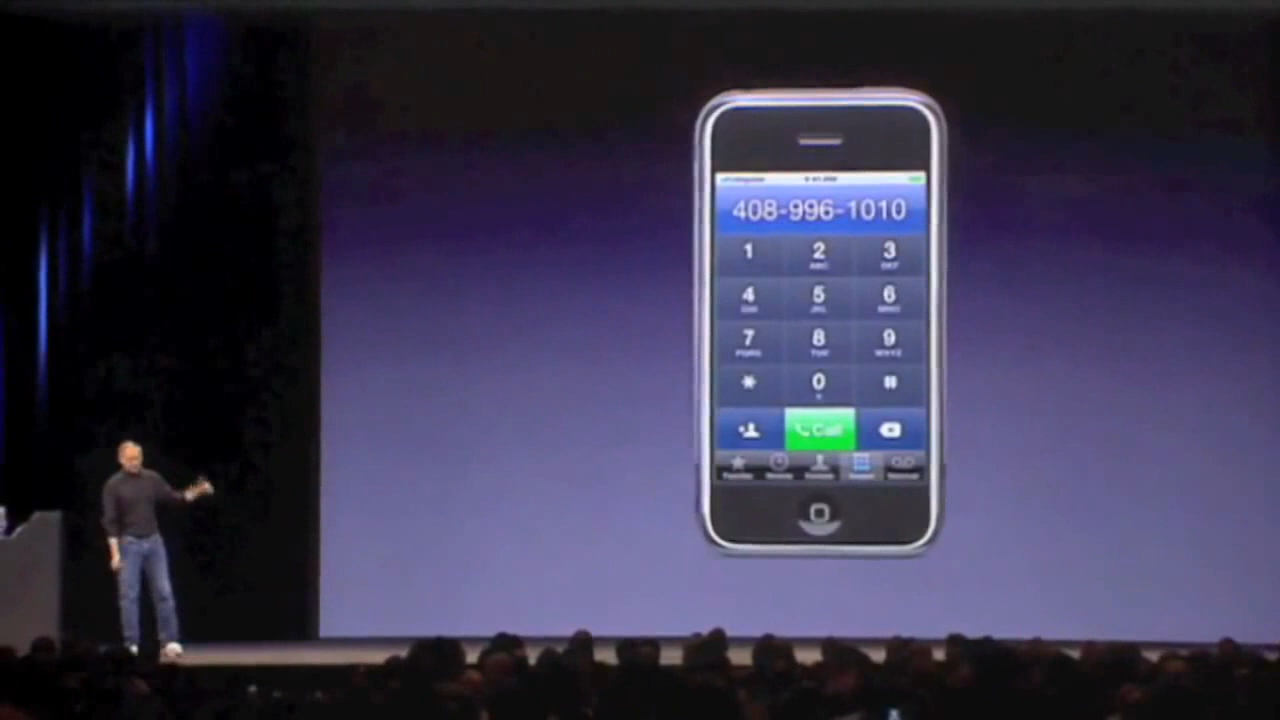 408-996-1010
1 2 3
ABC DEF
4 5 6
GHI JKL MNO
7 8 9
PQRS TUV WXYZ
* 0 #
+
Call